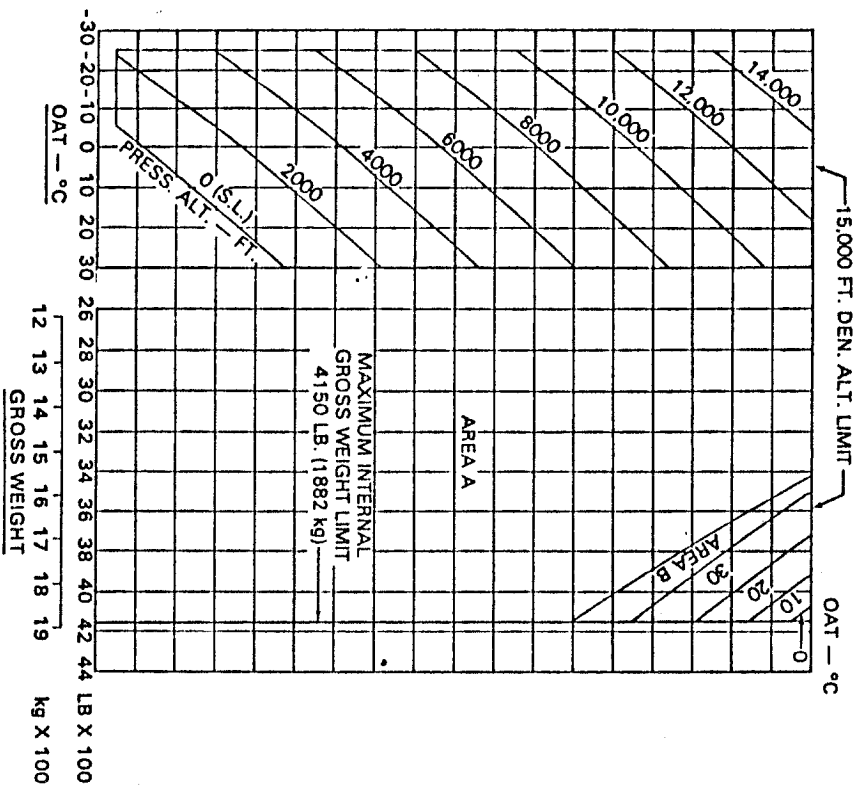 15,000 FT. DEN. ALT. LIMIT
OAT — °C
14,000
12,000
10,000
8000
6000
4000
2000
0 (S.L.)
PRESS. ALT. — FT.
-30 -20 -10 0 10 20 30
OAT — °C
0
10
20
30
AREA B
AREA A
MAXIMUM INTERNAL
GROSS WEIGHT LIMIT
4150 LB. (1882 kg)
26 28 30 32 34 36 38 40 42 44 LB X 100
12 13 14 15 16 17 18 19 kg X 100
GROSS WEIGHT